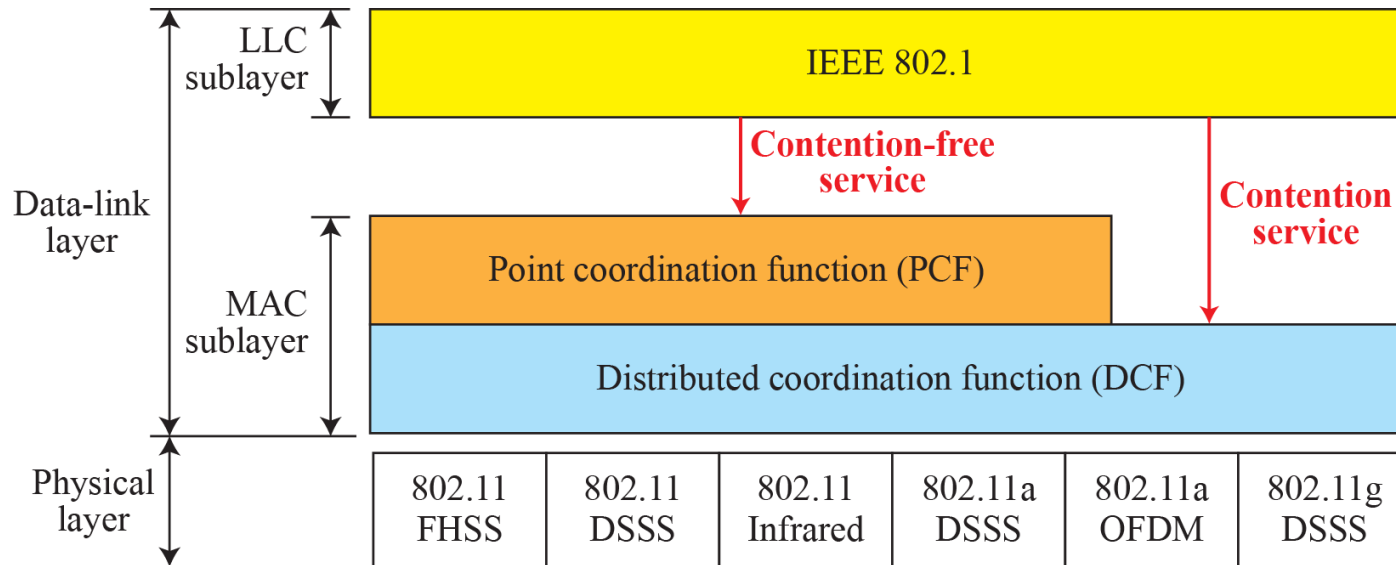 LLC
sublayer
IEEE 802.1
Contention-free
service
Contention
service
Data-link
layer
MAC
sublayer
Point coordination function (PCF)
Distributed coordination function (DCF)
Physical
layer
802.11
FHSS
802.11
DSSS
802.11
Infrared
802.11a
DSSS
802.11a
OFDM
802.11g
DSSS